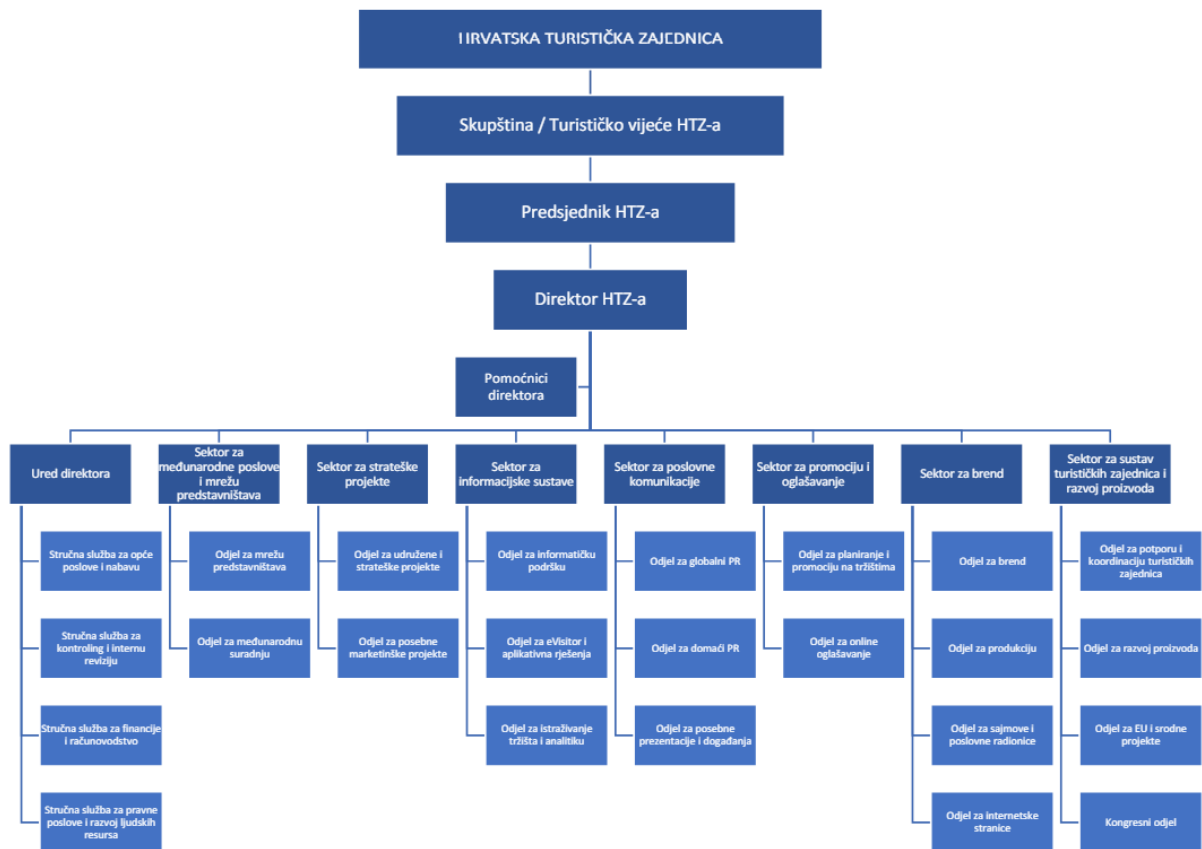 HRVATSKA TURISTIČKA ZAJEDNICA
Skupština / Turističko vijeće HTZ-a
Predsjednik HTZ-a
Direktor HTZ-a
Pomoćnici
direktora
Ured direktora
Sektor za
međunarodne poslove
i mrežu
predstavništava
Sektor za strateške
projekte
Sektor za
informacijske sustave
Sektor za poslovne
komunikacije
Sektor za promociju i
oglašavanje
Sektor za brend
Sektor za sustav
turističkih zajednica i
razvoj proizvoda
Stručna služba za opće
poslove i nabavu
Stručna služba za
kontroling i internu
reviziju
Stručna služba za financije
i računovodstvo
Stručna služba za pravne
poslove i razvoj ljudskih
resursa
Odjel za mrežu
predstavništava
Odjel za međunarodnu
suradnju
Odjel za udružene i
strateške projekte
Odjel za posebne
marketinške projekte
Odjel za informatičku
podršku
Odjel za eVisitor i
aplikativna rješenja
Odjel za istraživanje
tržišta i analitiku
Odjel za globalni PR
Odjel za domaći PR
Odjel za posebne
prezentacije i događanja
Odjel za planiranje i
promociju na tržištima
Odjel za online
oglašavanje
Odjel za brend
Odjel za produkciju
Odjel za sajmove i
poslovne radionice
Odjel za internetske
stranice
Odjel za potporu i
koordinaciju turističkih
zajednica
Odjel za razvoj proizvoda
Odjel za EU i srodne
projekte
Kongresni odjel